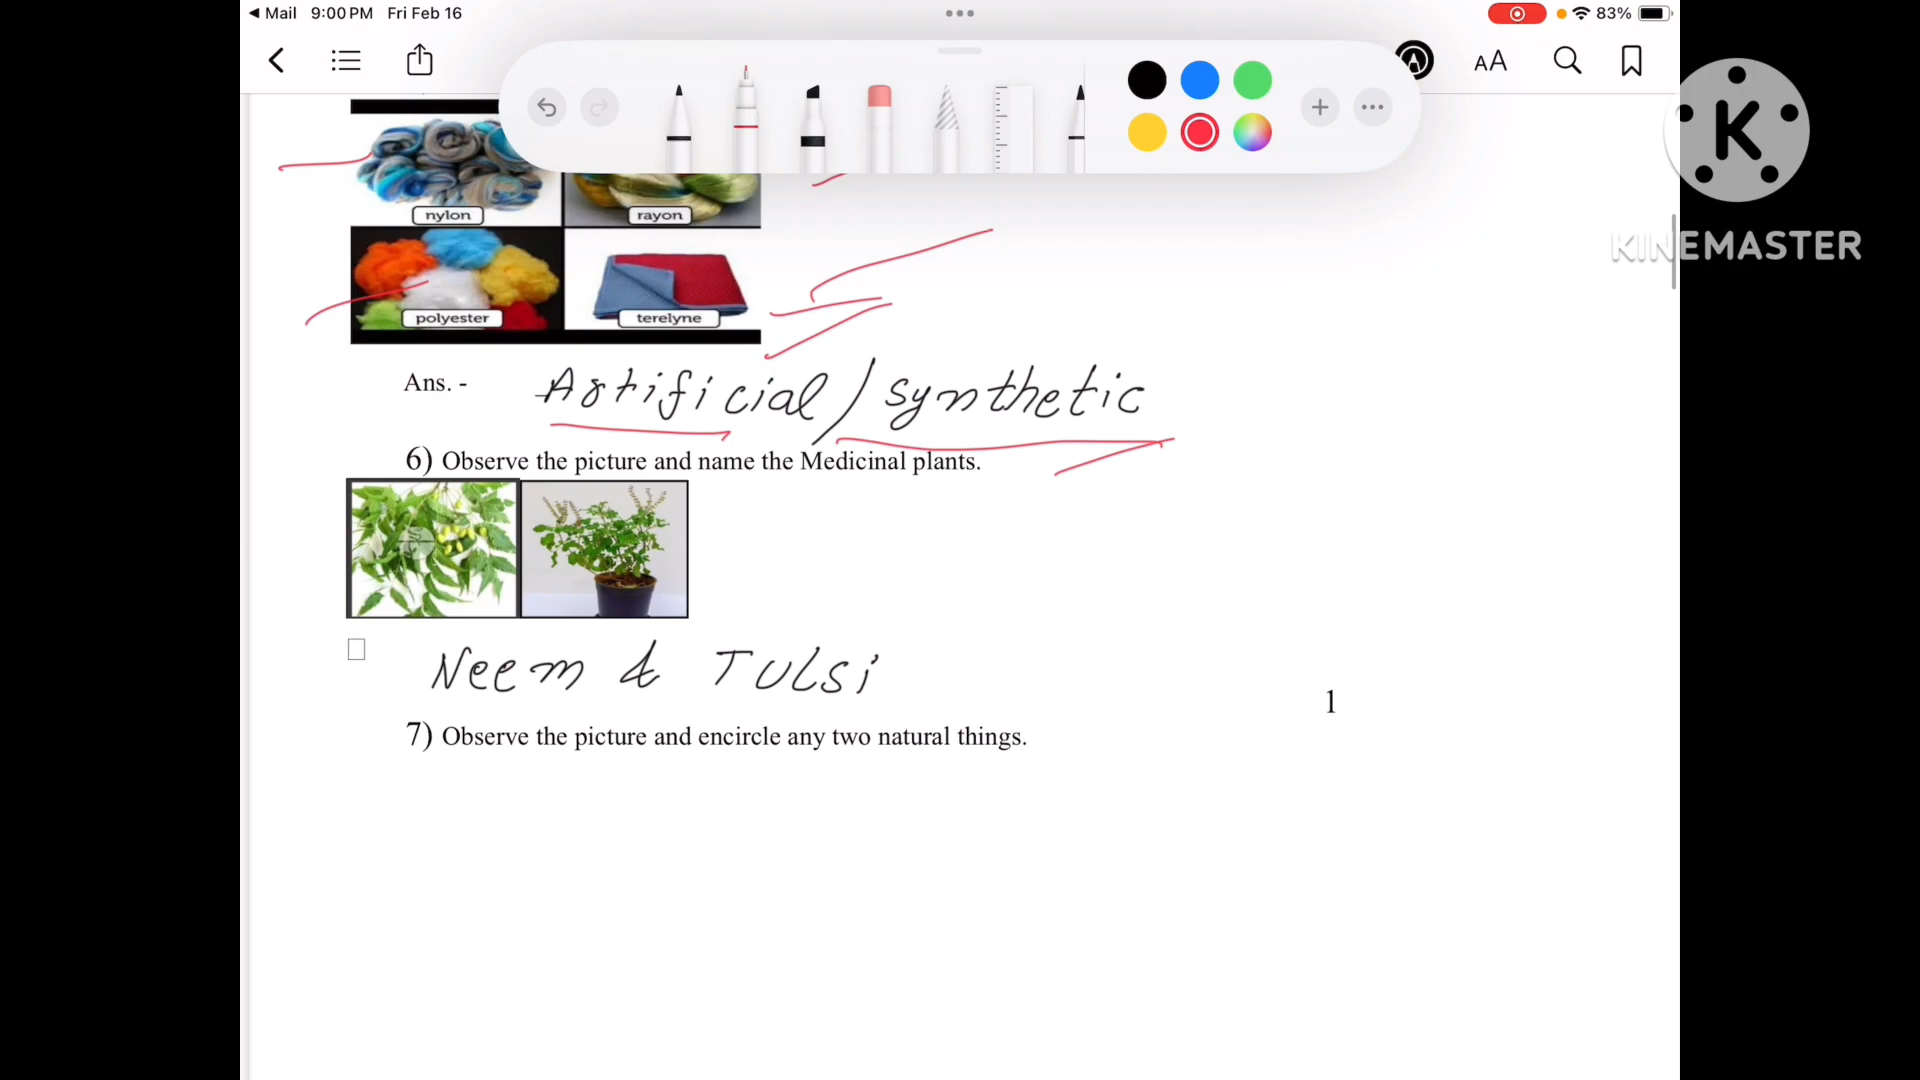 Mail 9:00 PM Fri Feb 16 83%
AA
K
KINEMASTER
nylon rayon
polyester terelyne
Ans. - Artificial / synthetic
6) Observe the picture and name the Medicinal plants.
Neem & TULSi
1
7) Observe the picture and encircle any two natural things.